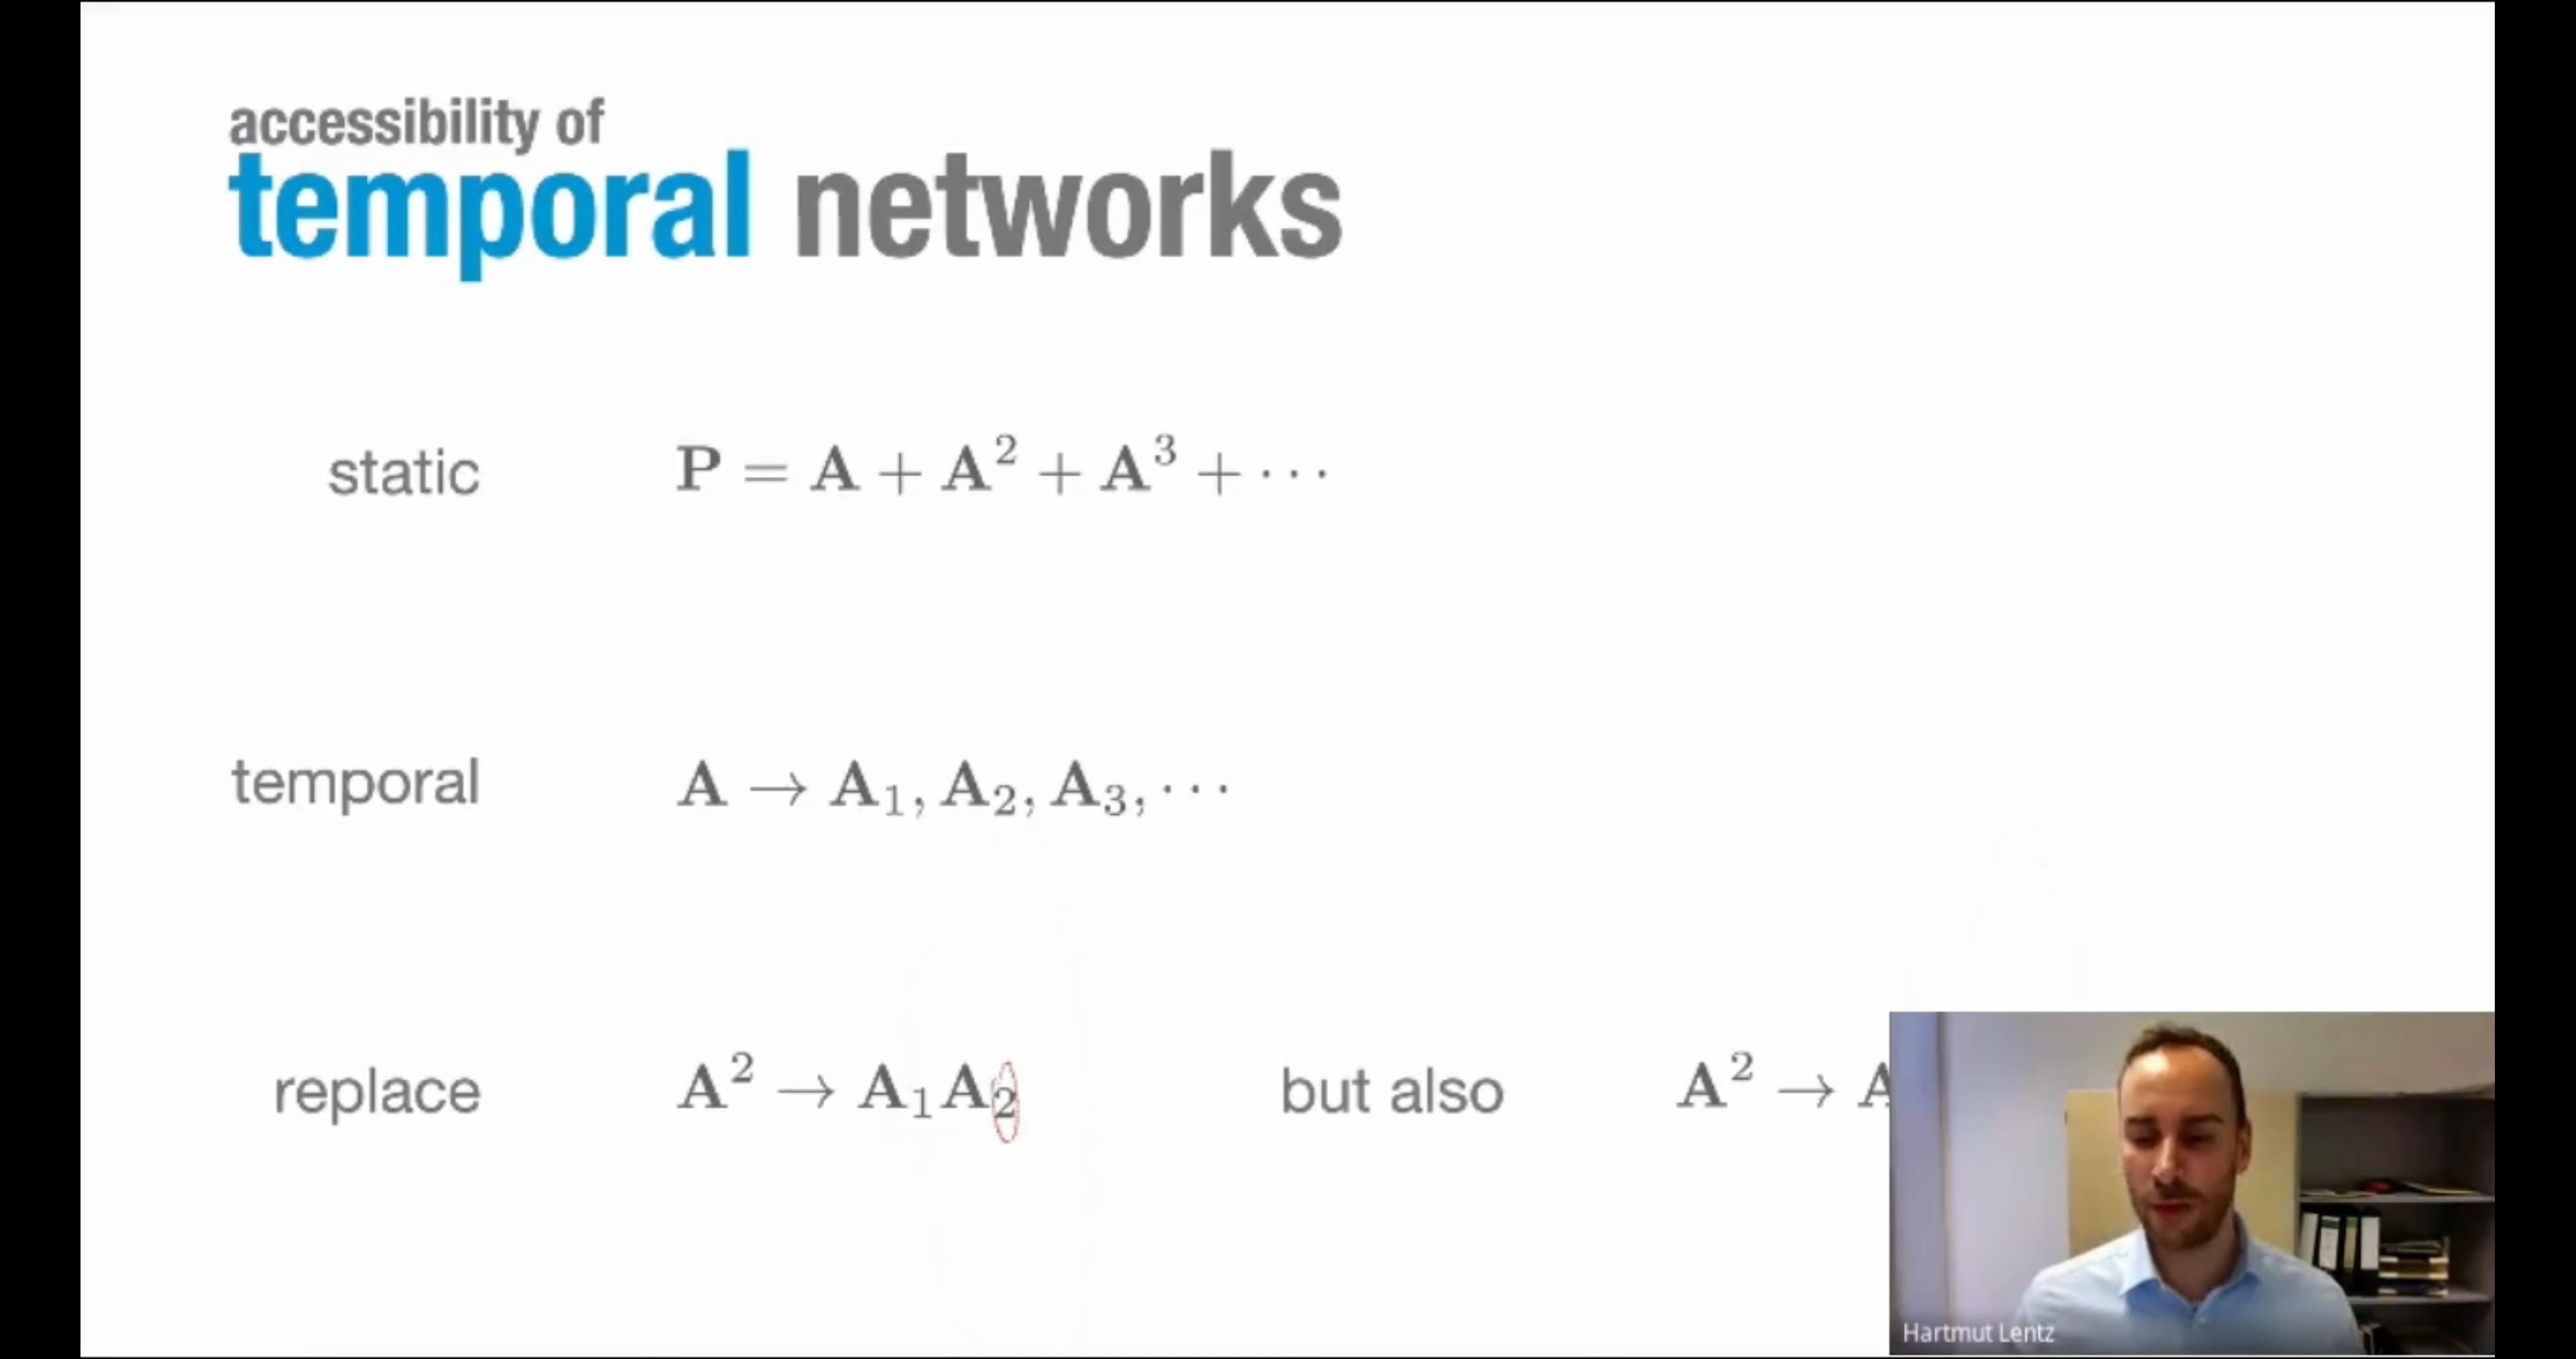 accessibility of
temporal networks
static P = A + A² + A³ + ···
temporal A → A₁, A₂, A₃, ···
replace A² → A₁A₂ but also A² → A
Hartmut Lentz